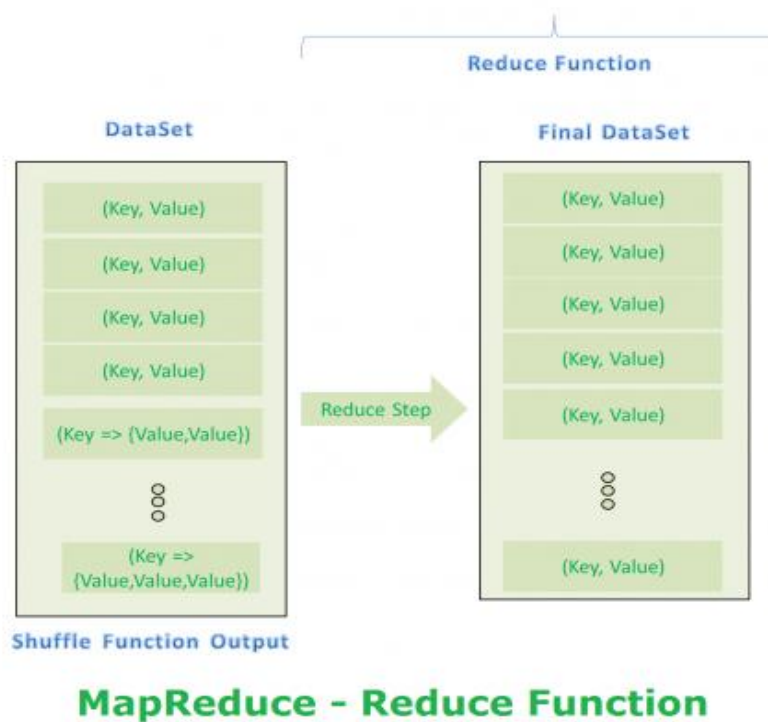 Reduce Function
DataSet
Final DataSet
(Key, Value)
(Key, Value)
(Key, Value)
(Key, Value)
(Key => {Value,Value})
(Key =>
{Value,Value,Value})
Shuffle Function Output
Reduce Step
(Key, Value)
(Key, Value)
(Key, Value)
(Key, Value)
(Key, Value)
(Key, Value)
MapReduce - Reduce Function